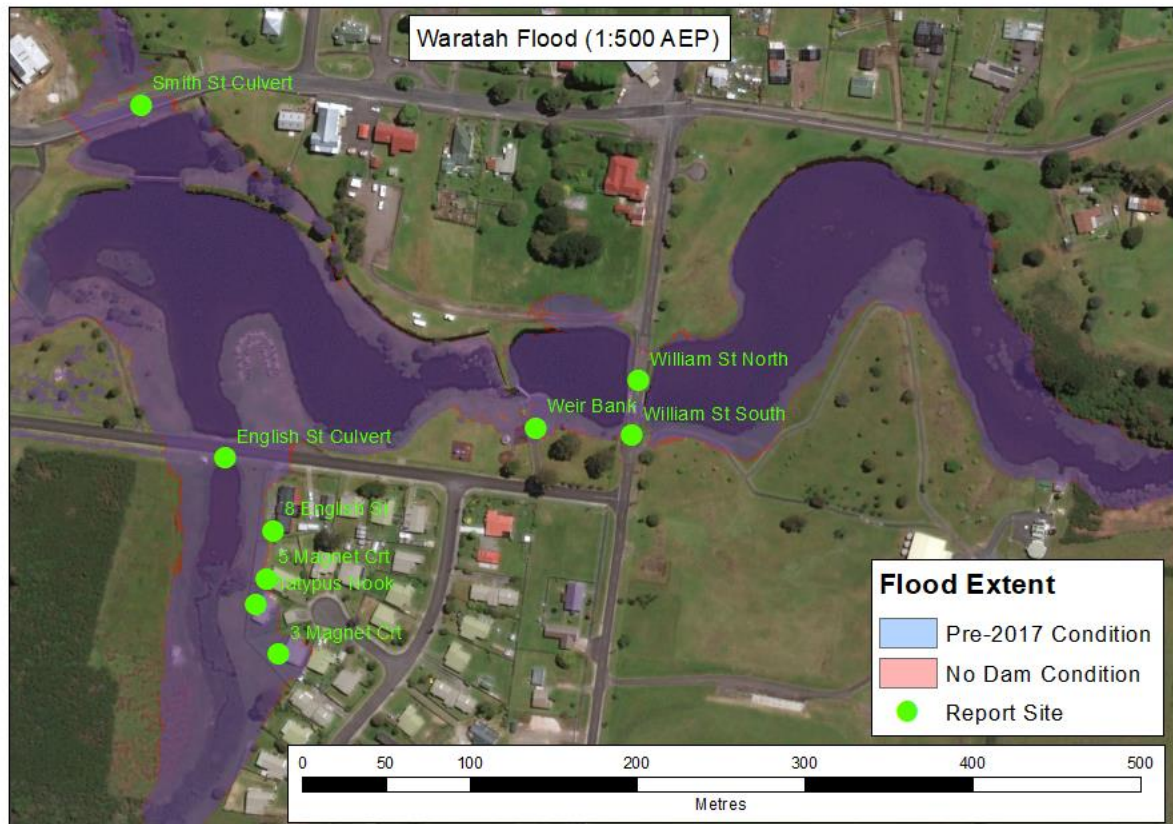 Waratah Flood (1:500 AEP)
Smith St Culvert
William St North
Weir Bank
William St South
English St Culvert
8 English St
5 Magnet Crt
latypus Nook
3 Magnet Crt
Flood Extent
Pre-2017 Condition
No Dam Condition
Report Site
0 50 100 200 300 400 500
Metres